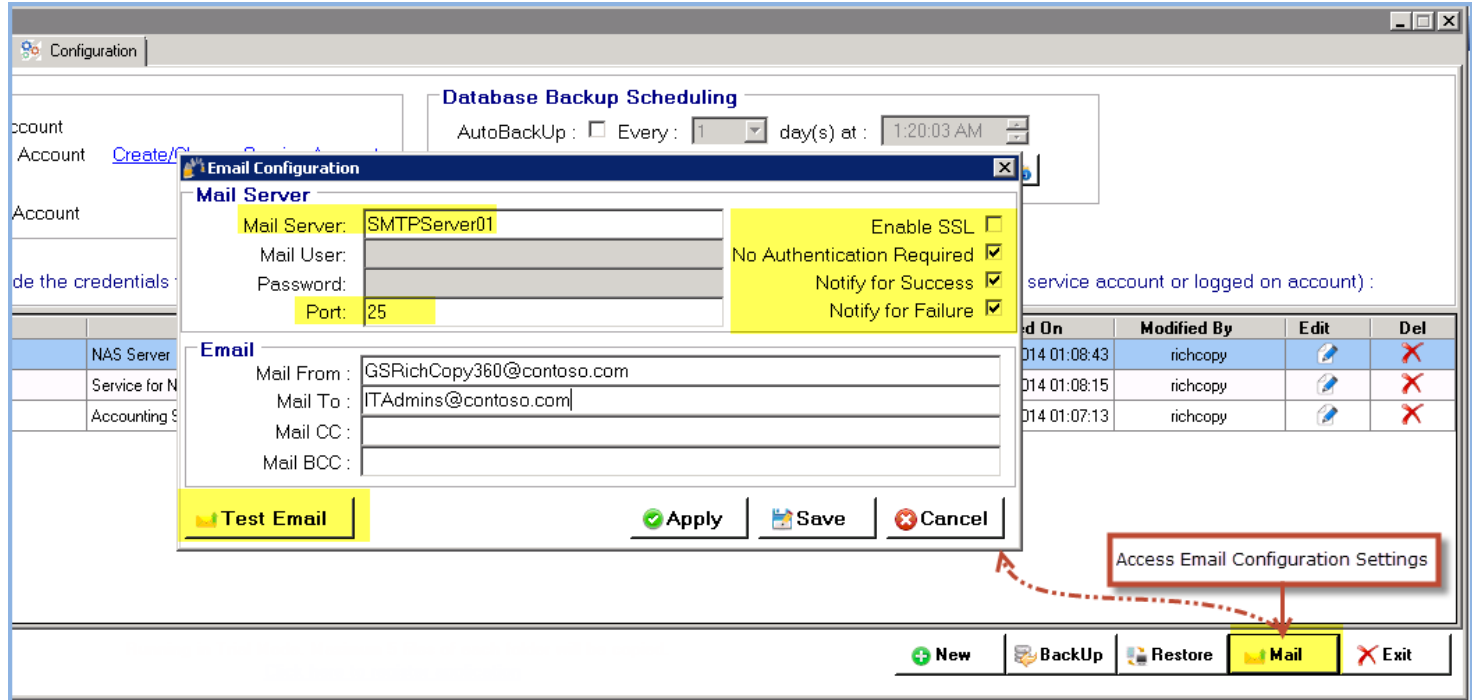 Configuration
Database Backup Scheduling
ccount
AutoBackUp : Every : 1 day(s) at : 1:20:03 AM
Account
Email Configuration
Mail Server
Account
Mail Server: SMTPServer01
Enable SSL
Mail User:
No Authentication Required
de the credentials
Password:
Notify for Success
service account or logged on account) :
Port: 25
Notify for Failure
ed On Modified By Edit Del
Email
NAS Server
014 01:08:43 richcopy
Mail From : GSRichCopy360@contoso.com
Service for N
014 01:08:15 richcopy
Mail To : ITAdmins@contoso.com
Accounting S
014 01:07:13 richcopy
Mail CC :
Mail BCC :
Test Email Apply Save Cancel
Access Email Configuration Settings
New BackUp Restore Mail Exit